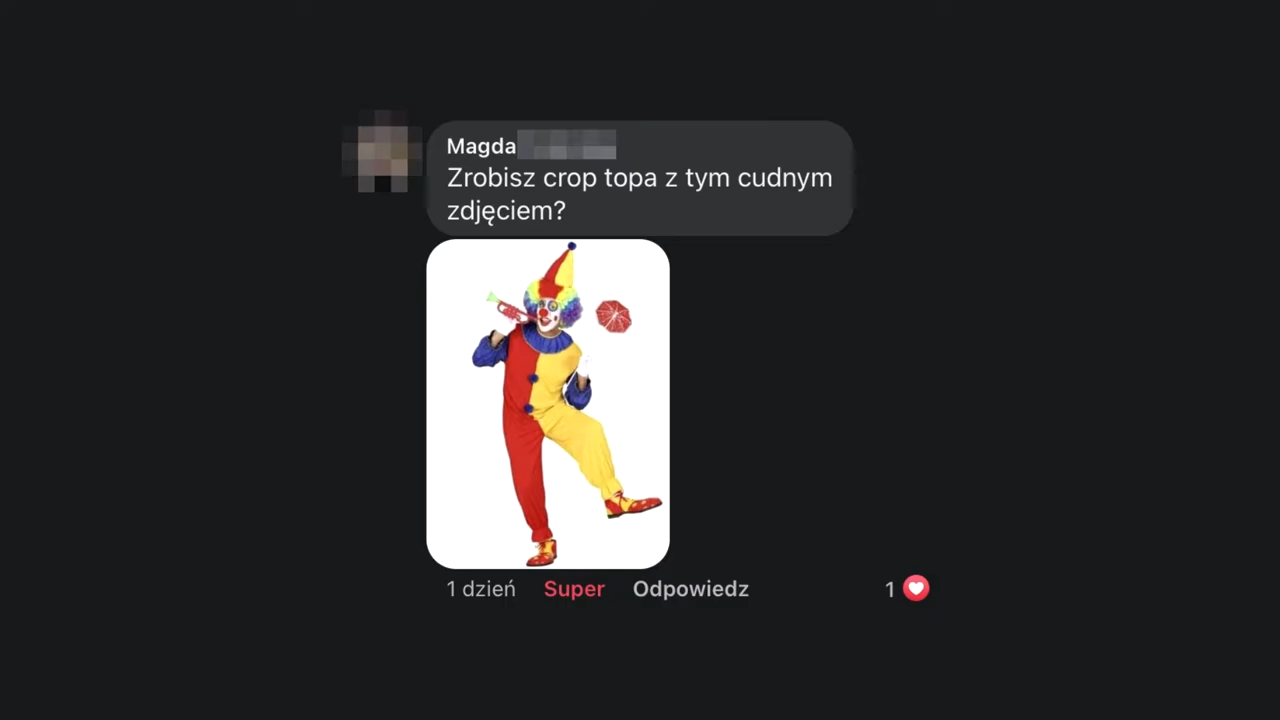 Magda
Zrobisz crop topa z tym cudnym
zdjęciem?
1 dzień Super Odpowiedz 1